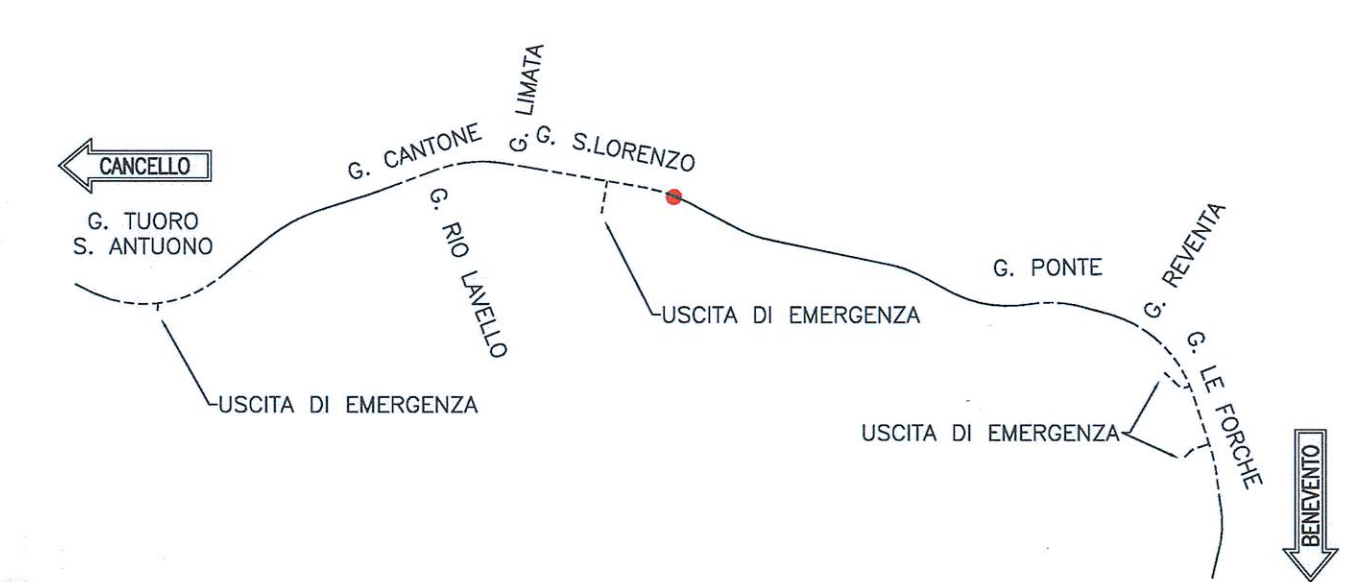 CANCELLO
G. TUORO
S. ANTUONO
G. CANTONE
G. RIO LAVELLO
G. LIMATA
G. S.LORENZO
USCITA DI EMERGENZA
USCITA DI EMERGENZA
G. PONTE
G. REVENTA
G. LE FORCHE
USCITA DI EMERGENZA
BENEVENTO